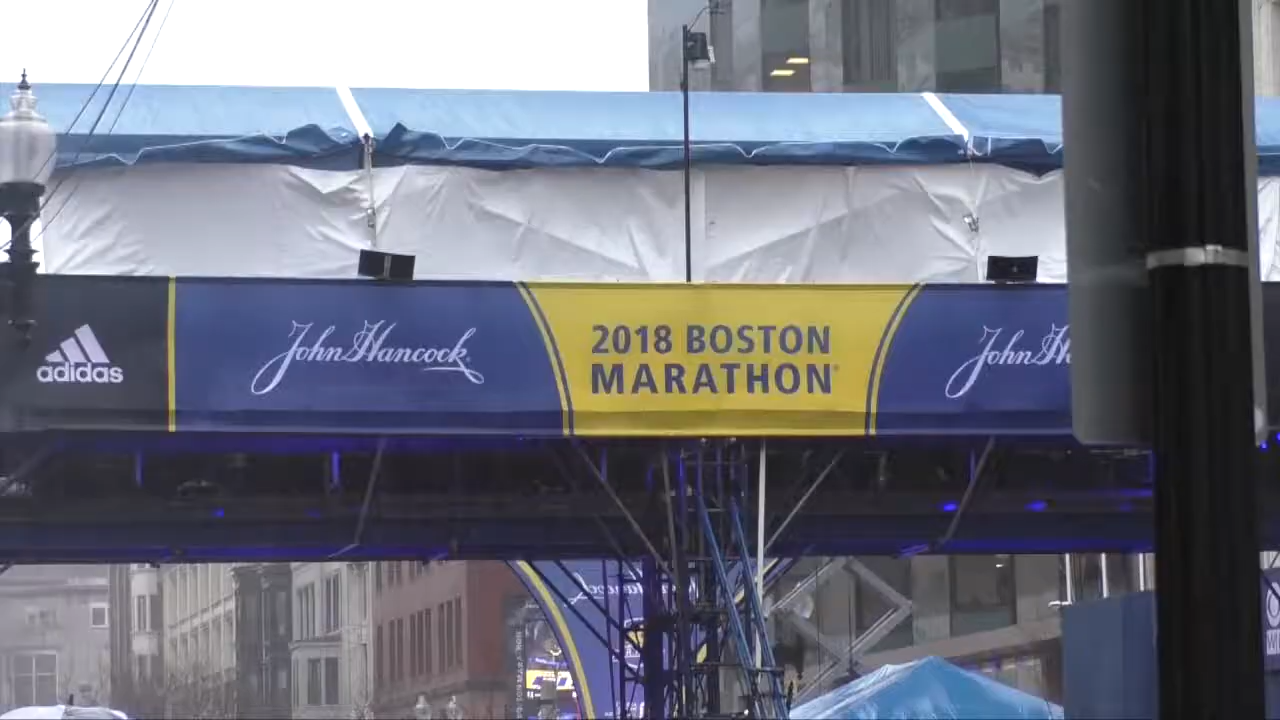 adidas
John Hancock
2018 BOSTON
MARATHON
John H